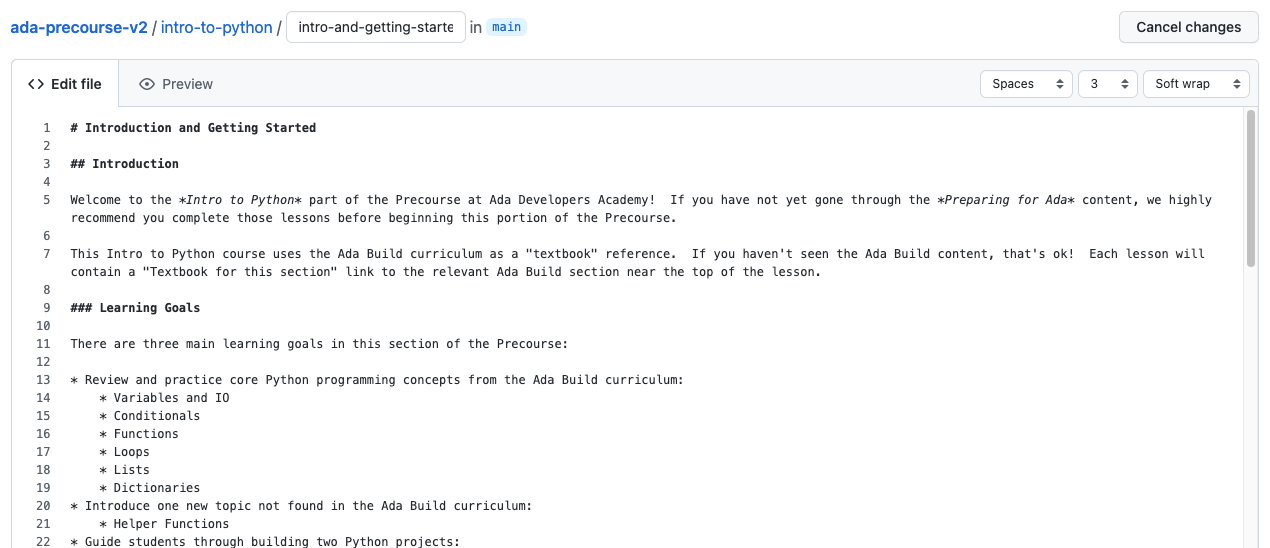 ada-precourse-v2 / intro-to-python / intro-and-getting-starte in main Cancel changes
<> Edit file Preview Spaces 3 Soft wrap
1 # Introduction and Getting Started
2
3 ## Introduction
4
5 Welcome to the *Intro to Python* part of the Precourse at Ada Developers Academy!  If you have not yet gone through the *Preparing for Ada* content, we highly
recommend you complete those lessons before beginning this portion of the Precourse.
6
7 This Intro to Python course uses the Ada Build curriculum as a "textbook" reference.  If you haven't seen the Ada Build content, that's ok!  Each lesson will
contain a "Textbook for this section" link to the relevant Ada Build section near the top of the lesson.
8
9 ### Learning Goals
10
11 There are three main learning goals in this section of the Precourse:
12
13 * Review and practice core Python programming concepts from the Ada Build curriculum:
14     * Variables and IO
15     * Conditionals
16     * Functions
17     * Loops
18     * Lists
19     * Dictionaries
20 * Introduce one new topic not found in the Ada Build curriculum:
21     * Helper Functions
22 * Guide students through building two Python projects: